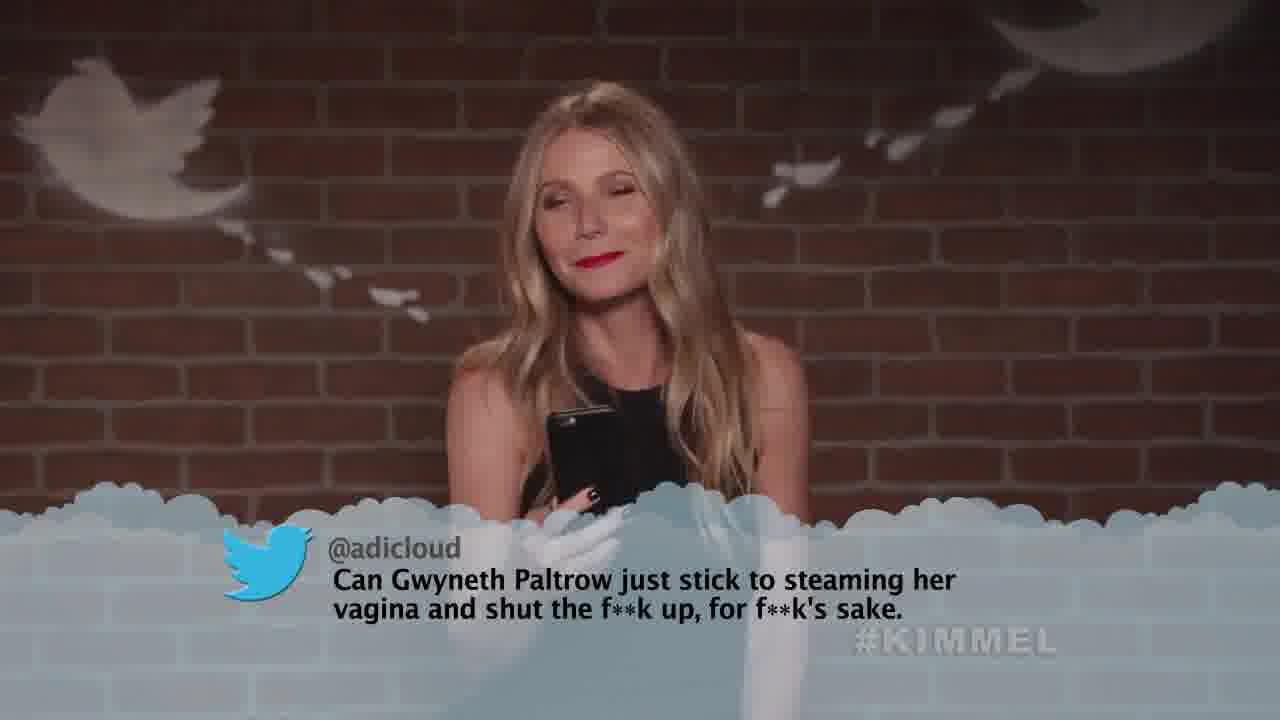 @adicloud
Can Gwyneth Paltrow just stick to steaming her
vagina and shut the f**k up, for f**k's sake.
#KIMMEL